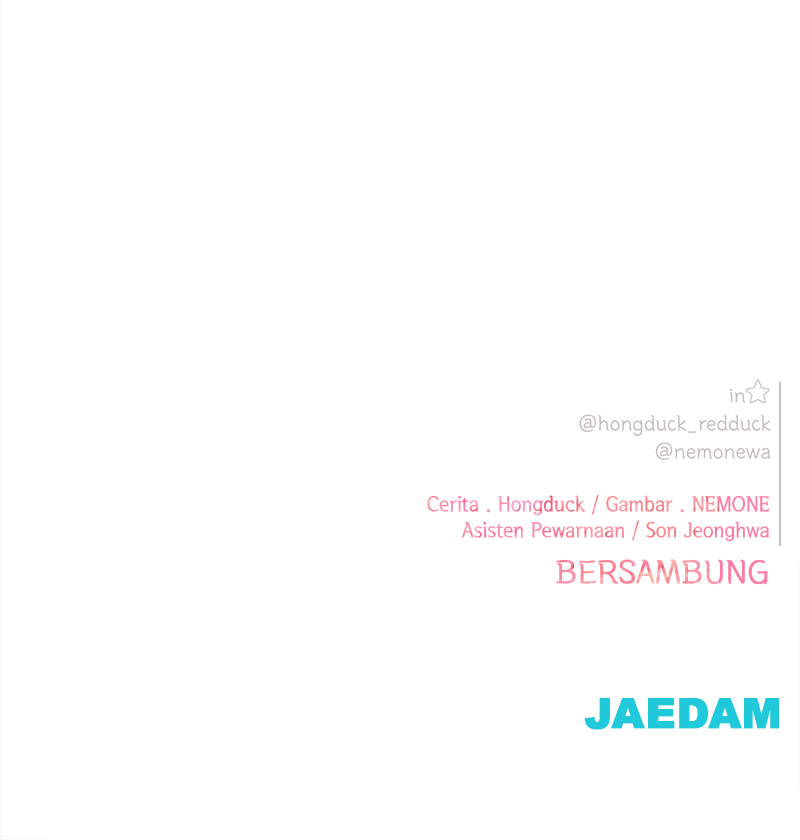 in☆
@hongduck_redduck
@nemonewa
Cerita . Hongduck / Gambar . NEMONE
Asisten Pewarnaan / Son Jeonghwa
BERSAMBUNG
JAEDAM